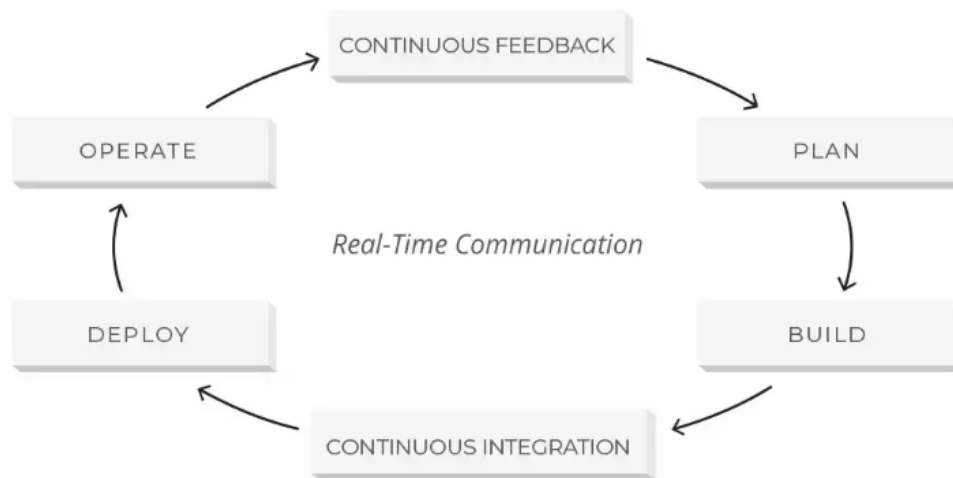 CONTINUOUS FEEDBACK
OPERATE
PLAN
Real-Time Communication
DEPLOY
BUILD
CONTINUOUS INTEGRATION